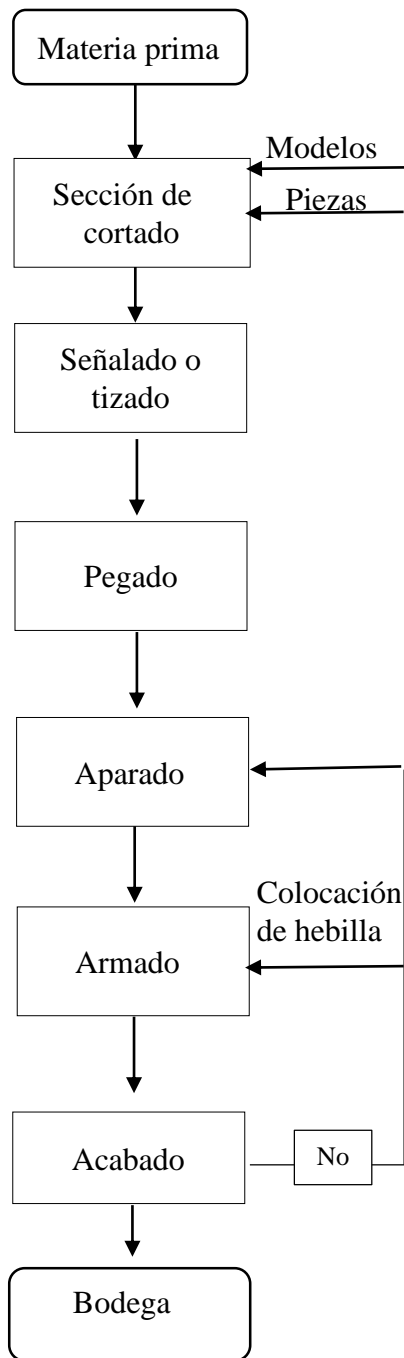 Materia prima
Modelos
Sección de
cortado
Piezas
Señalado o
tizado
Pegado
Aparado
Colocación
de hebilla
Armado
Acabado
No
Bodega